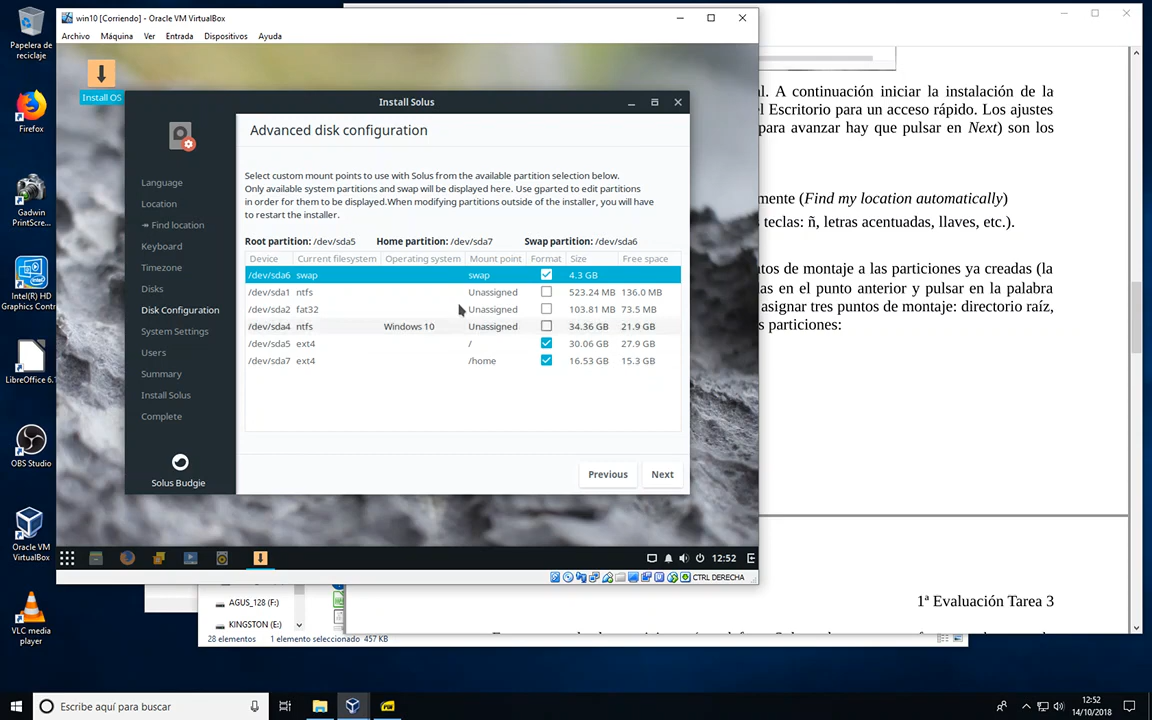 Papelera de
reciclaje
Firefox
Gadwin
PrintScre...
Intel(R) HD
Graphics Contr
LibreOffice 6.
OBS Studio
Oracle VM
VirtualBox
VLC media
player
win10 [Corriendo] - Oracle VM VirtualBox
Archivo Máquina Ver Entrada Dispositivos Ayuda
Install OS
Install Solus
Language
Location
Find location
Keyboard
Timezone
Disks
Disk Configuration
System Settings
Users
Summary
Install Solus
Complete
Solus Budgie
Advanced disk configuration
Select custom mount points to use with Solus from the available partition selection below.
Only available system partitions and swap will be displayed here. Use gparted to edit partitions
in order for them to be displayed.When modifying partitions outside of the installer, you will have
to restart the installer.
Root partition: /dev/sda5 Home partition: /dev/sda7 Swap partition: /dev/sda6
Device Current filesystem Operating system Mount point Format Size Free space
/dev/sda6 swap swap 4.3 GB
/dev/sda1 ntfs Unassigned 523.24 MB 136.0 MB
/dev/sda2 fat32 Unassigned 103.81 MB 73.5 MB
/dev/sda4 ntfs Windows 10 Unassigned 34.36 GB 21.9 GB
/dev/sda5 ext4 / 30.06 GB 27.9 GB
/dev/sda7 ext4 /home 16.53 GB 15.3 GB
Previous Next
12:52
CTRL DERECHA
al. A continuación iniciar la instalación de la
el Escritorio para un acceso rápido. Los ajustes
para avanzar hay que pulsar en Next) son los
mente (Find my location automatically)
teclas: ñ, letras acentuadas, llaves, etc.).
ntos de montaje a las particiones ya creadas (la
as en el punto anterior y pulsar en la palabra
asignar tres puntos de montaje: directorio raíz,
s particiones:
1ª Evaluación Tarea 3
AGUS_128 (F:)
KINGSTON (E:)
28 elementos 1 elemento seleccionado 457 KB
Escribe aquí para buscar
12:52
14/10/2018